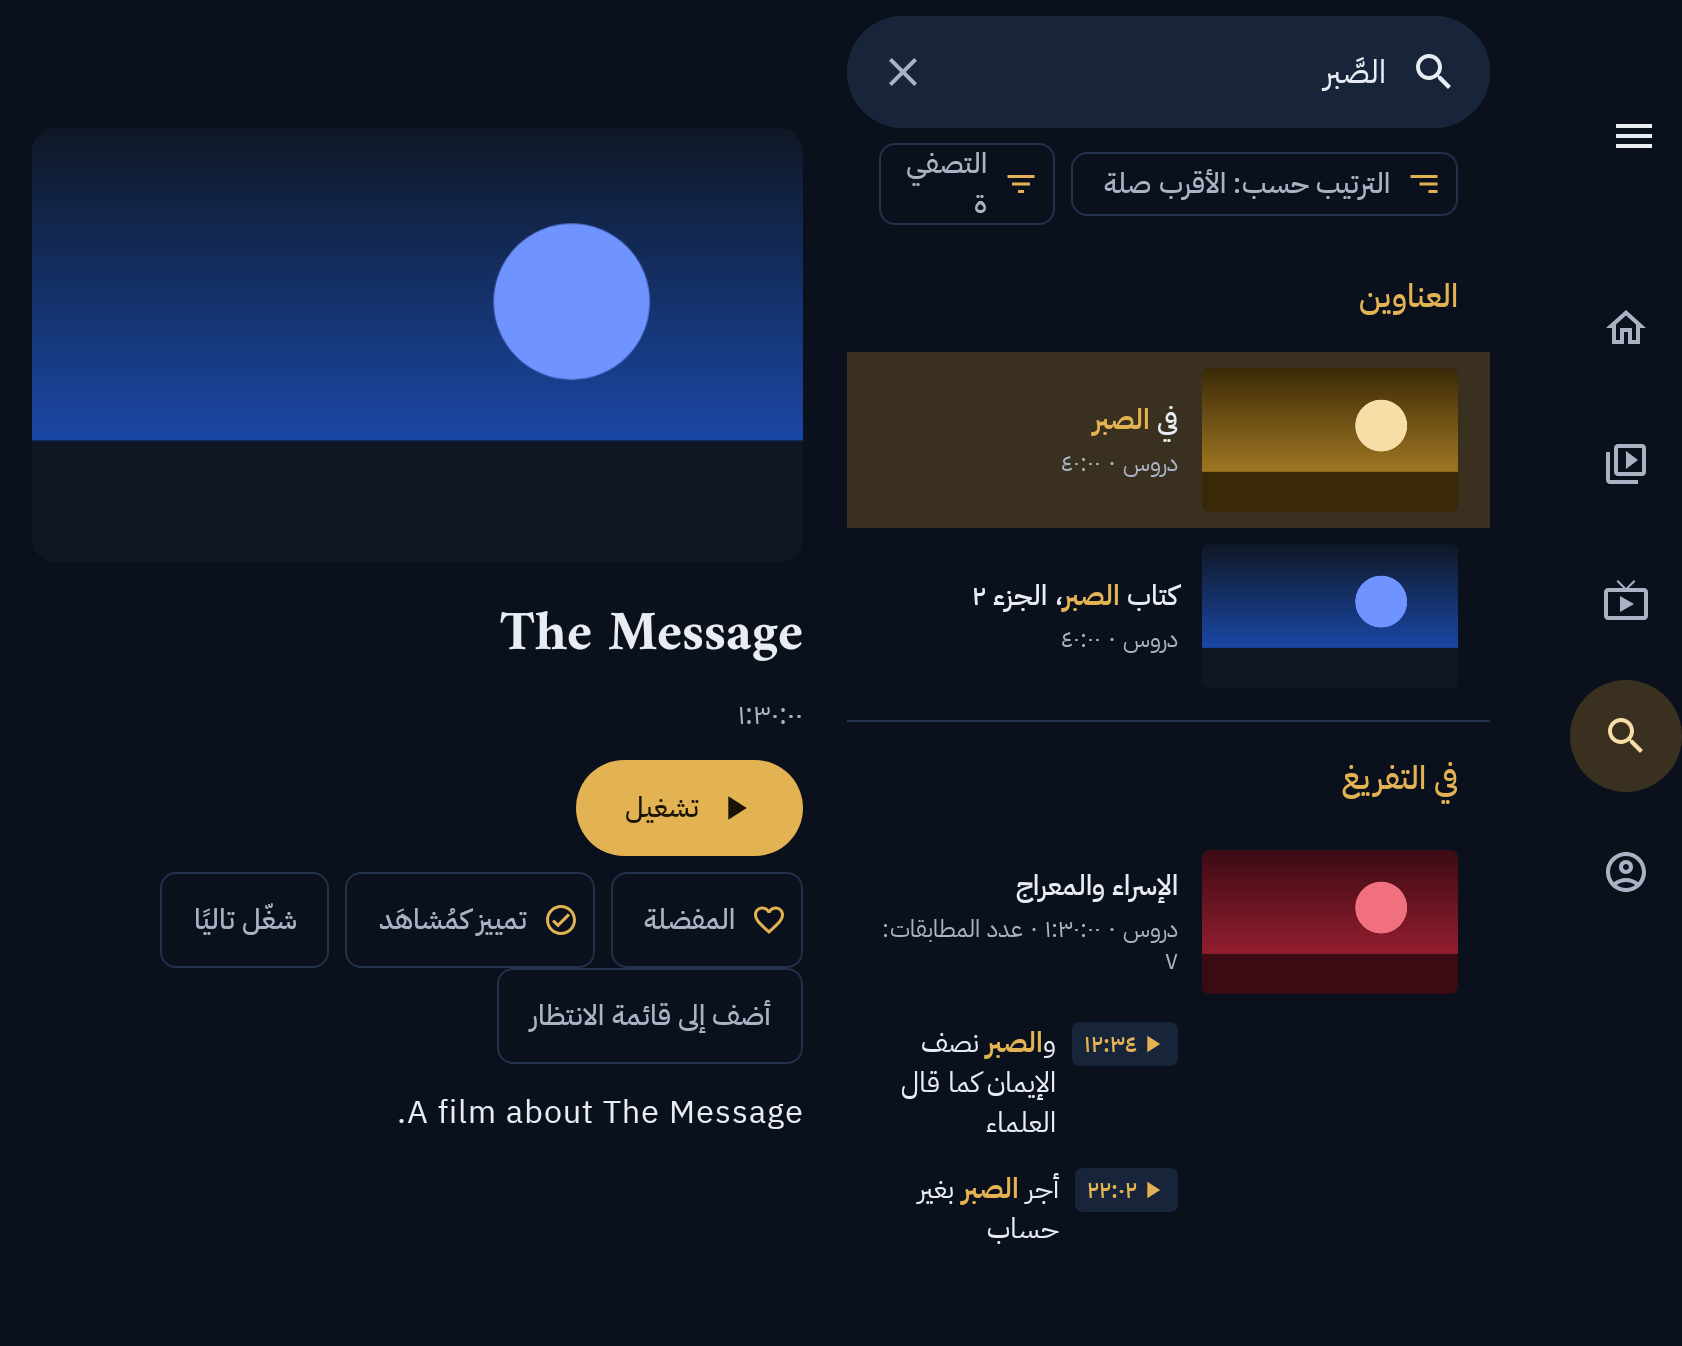 الصَّبر
الترتيب حسب: الأقرب صلة
التصفي
ة
العناوين
في الصبر
دروس · ٤٠:٠٠
كتاب الصبر، الجزء ٢
دروس · ٤٠:٠٠
في التفريغ
الإسراء والمعراج
دروس · ١:٣٠:٠٠ · عدد المطابقات:
٧
١٢:٣٤
والصبر نصف
الإيمان كما قال
العلماء
٢٢:٠٢
أجر الصبر بغير
حساب
The Message
١:٣٠:٠٠
تشغيل
المفضلة
تمييز كمُشاهَد
شغّل تاليًا
أضف إلى قائمة الانتظار
A film about The Message.